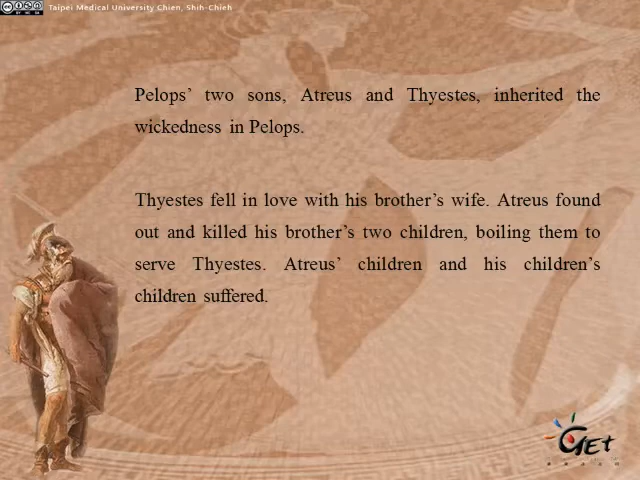 Taipei Medical University Chien, Shih-Chieh
Pelops’ two sons, Atreus and Thyestes, inherited the
wickedness in Pelops.
Thyestes fell in love with his brother’s wife. Atreus found
out and killed his brother’s two children, boiling them to
serve Thyestes. Atreus’ children and his children’s
children suffered.
GET